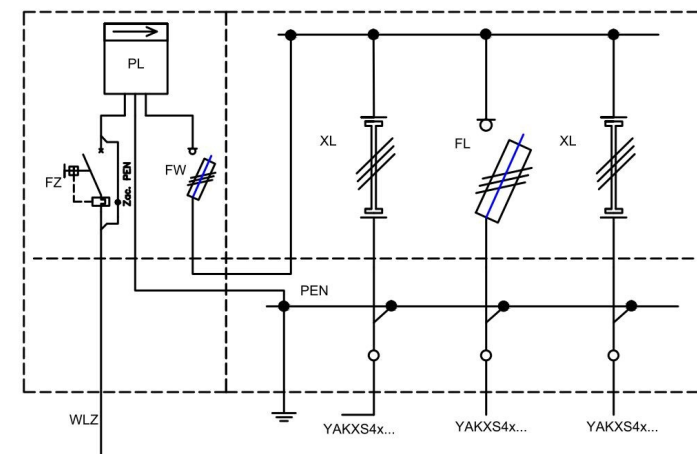 PL
XL
FL
XL
FZ
FW
Zac. PEN
PEN
WLZ
YAKXS4x...
YAKXS4x...
YAKXS4x...